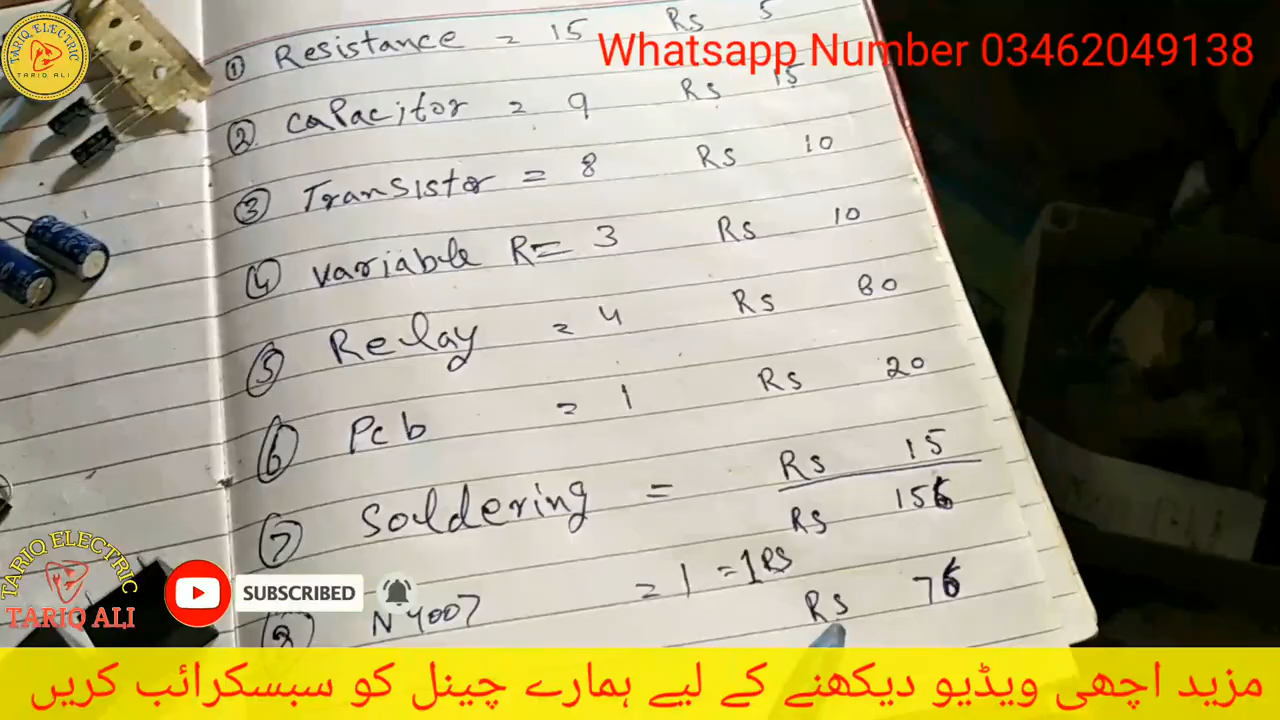 TARIQ ELECTRIC
TARIQ ALI
Whatsapp Number 03462049138
① Resistance = 15 Rs 5
② Capacitor = 9 Rs 15
③ Transistor = 8 Rs 10
④ variable R= 3 Rs 10
⑤ Relay = 4 Rs 80
⑥ Pcb = 1 Rs 20
⑦ Soldering = Rs 15
Rs 156
⑧ N4007 = 1 =1Rs
Rs 76
TARIQ ELECTRIC
TARIQ ALI
SUBSCRIBED
مزید اچھی ویڈیو دیکھنے کے لیے ہمارے چینل کو سبسکرائب کریں